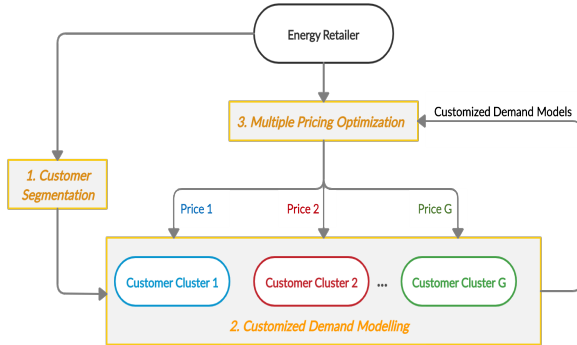 Energy Retailer
Customized Demand Models
3. Multiple Pricing Optimization
1. Customer
Segmentation
Price 1
Price 2
Price G
Customer Cluster 1
Customer Cluster 2
...
Customer Cluster G
2. Customized Demand Modelling